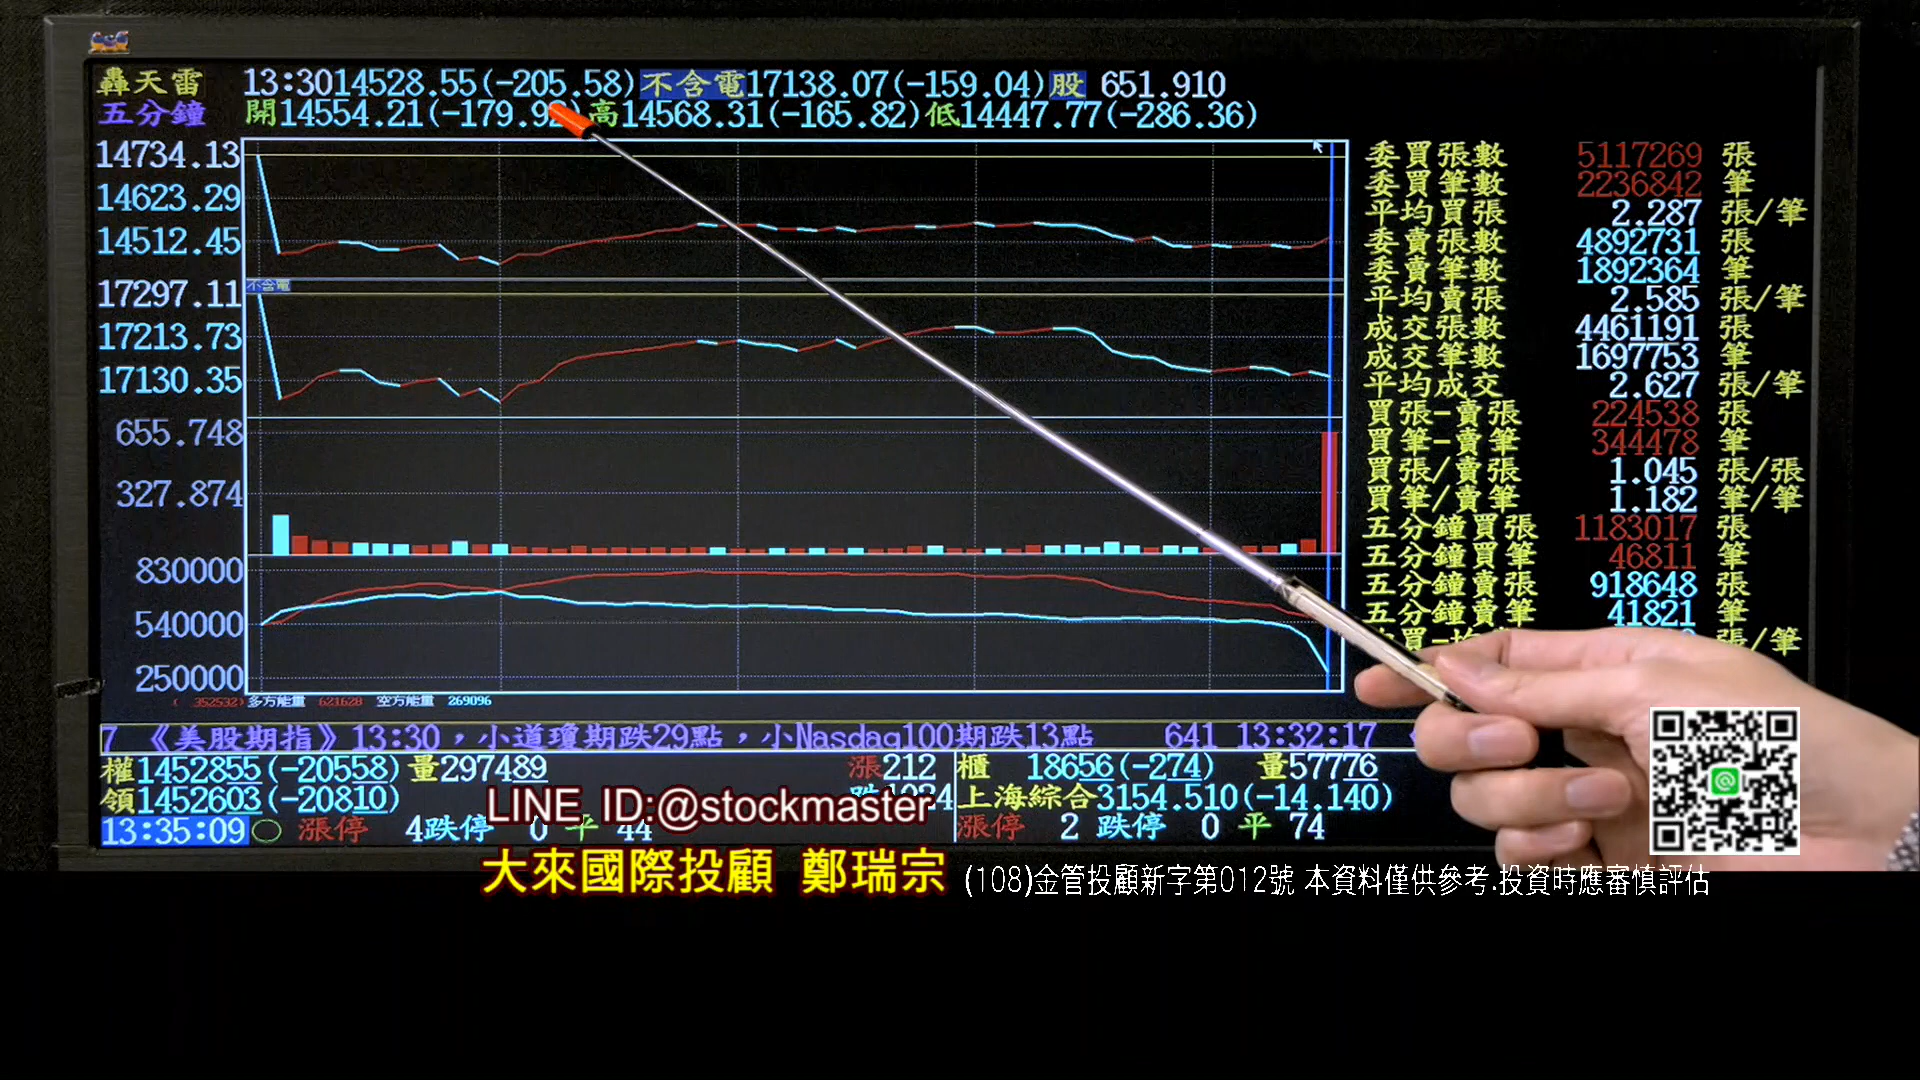 轟天雷 13:30 14528.55(-205.58) 不含電 17138.07(-159.04) 股 651.910
五分鐘 開14554.21(-179.92) 高14568.31(-165.82) 低14447.77(-286.36)
14734.13
14623.29
14512.45
不含電
17297.11
17213.73
17130.35
655.748
327.874
830000
540000
250000
( 352532) 多方能量 621628 空方能量 269096
委買張數 5117269 張
委買筆數 2236842 筆
平均買張 2.287 張/筆
委賣張數 4892731 張
委賣筆數 1892364 筆
平均賣張 2.585 張/筆
成交張數 4461191 張
成交筆數 1697753 筆
平均成交 2.627 張/筆
買張-賣張 224538 張
買筆-賣筆 344478 筆
買張/賣張 1.045 張/張
買筆/賣筆 1.182 筆/筆
五分鐘買張 1183017 張
五分鐘買筆 46811 筆
五分鐘賣張 918648 張
五分鐘賣筆 41821 筆
張/筆
7 《美股期指》13:30，小道瓊期跌29點，小Nasdaq100期跌13點 641 13:32:17
權1452855(-20558) 量297489 漲212 櫃 18656(-274) 量57776
領1452603(-20810) 上海綜合3154.510(-14.140)
13:35:09 漲停 4 跌停 0 平 44 漲停 2 跌停 0 平 74
LINE ID:@stockmaster
大來國際投顧 鄭瑞宗 (108)金管投顧新字第012號 本資料僅供參考.投資時應審慎評估